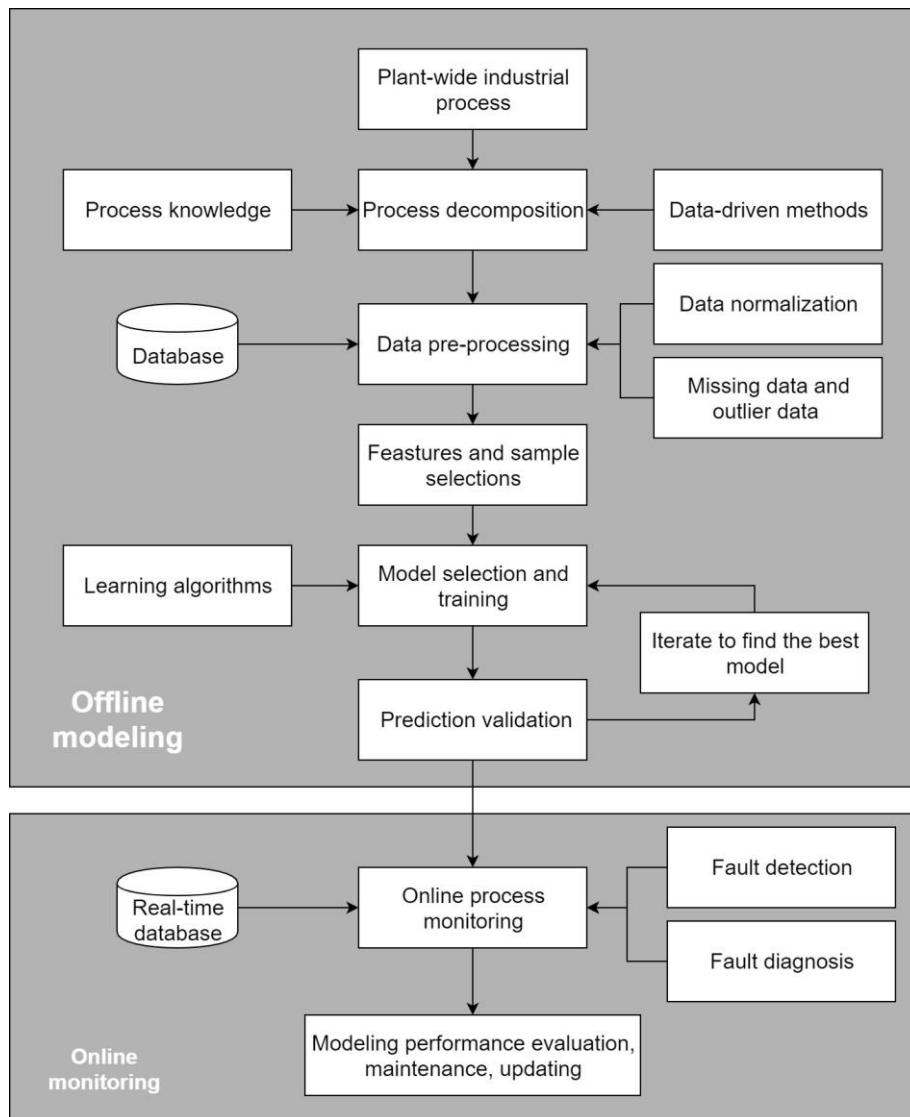 Plant-wide industrial
process
Process knowledge
Process decomposition
Data-driven methods
Data normalization
Database
Data pre-processing
Missing data and
outlier data
Feastures and sample
selections
Learning algorithms
Model selection and
training
Iterate to find the best
model
Offline
modeling
Prediction validation
Fault detection
Real-time
database
Online process
monitoring
Fault diagnosis
Modeling performance evaluation,
maintenance, updating
Online
monitoring